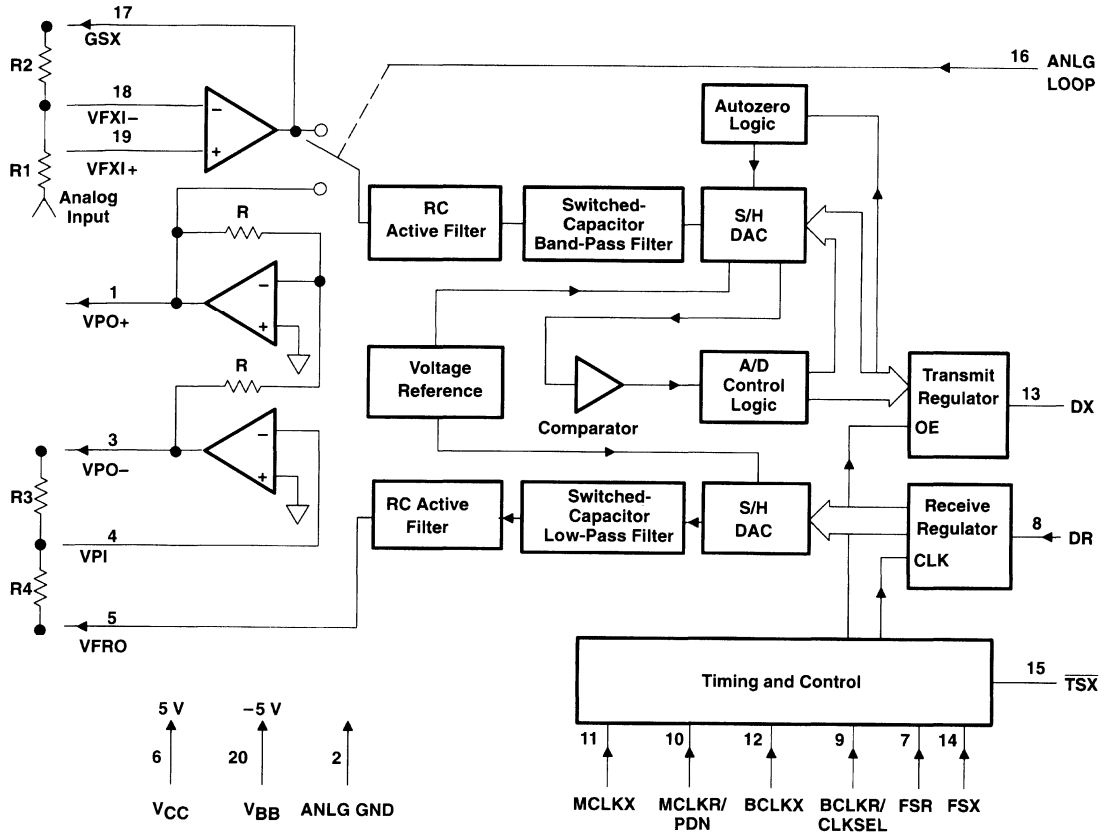 17
GSX
R2
18
VFXI−
19
VFXI+
R1
Analog
Input
−
+
16
ANLG
LOOP
Autozero
Logic
RC
Active Filter
Switched-
Capacitor
Band-Pass Filter
S/H
DAC
R
−
+
1
VPO+
R
Voltage
Reference
Comparator
A/D
Control
Logic
Transmit
Regulator
OE
13
DX
−
+
3
VPO−
R3
4
VPI
R4
5
VFRO
RC Active
Filter
Switched-
Capacitor
Low-Pass Filter
S/H
DAC
Receive
Regulator
CLK
8
DR
Timing and Control
15
TSX
11
10
12
9
7
14
MCLKX
MCLKR/
PDN
BCLKX
BCLKR/
CLKSEL
FSR
FSX
5 V
−5 V
6
20
2
VCC
VBB
ANLG GND